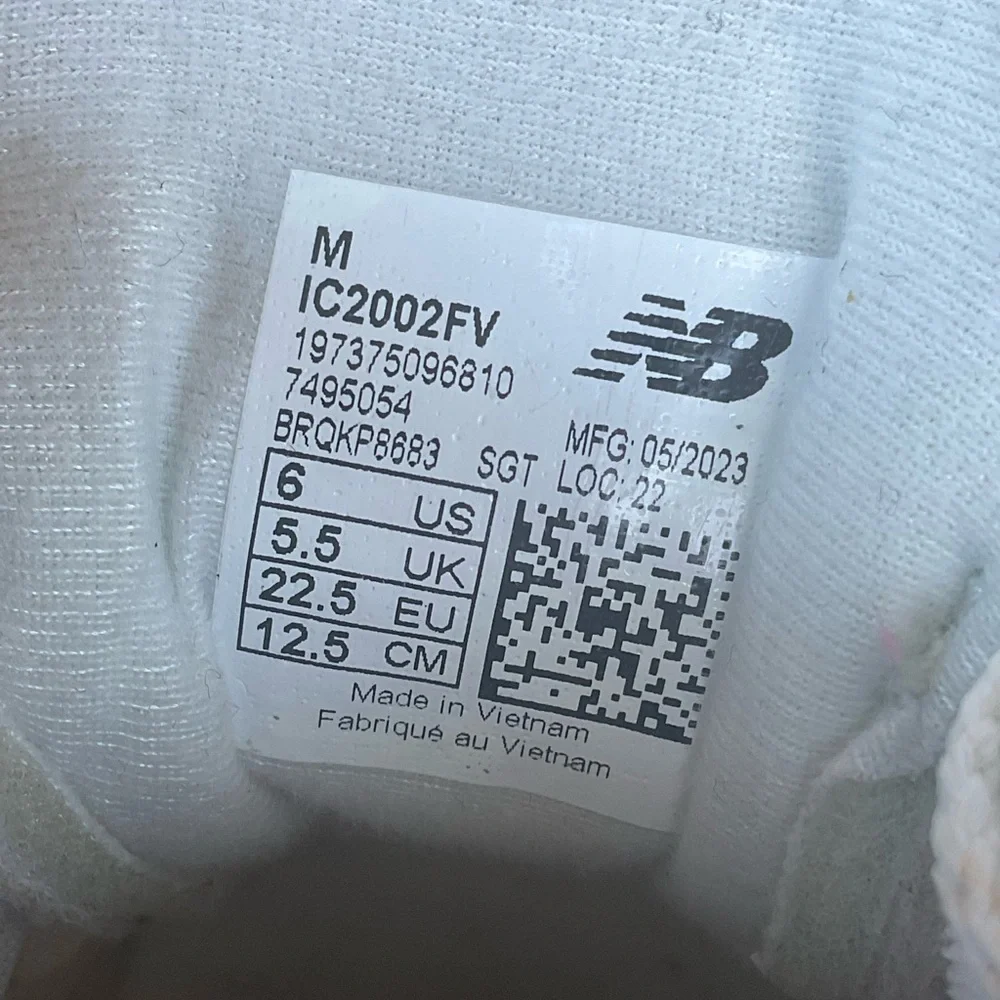 M
IC2002FV
197375096810
7495054
BRQKP8683
SGT
NB
MFG: 05/2023
LOC: 22
6 US
5.5 UK
22.5 EU
12.5 CM
Made in Vietnam
Fabriqué au Vietnam